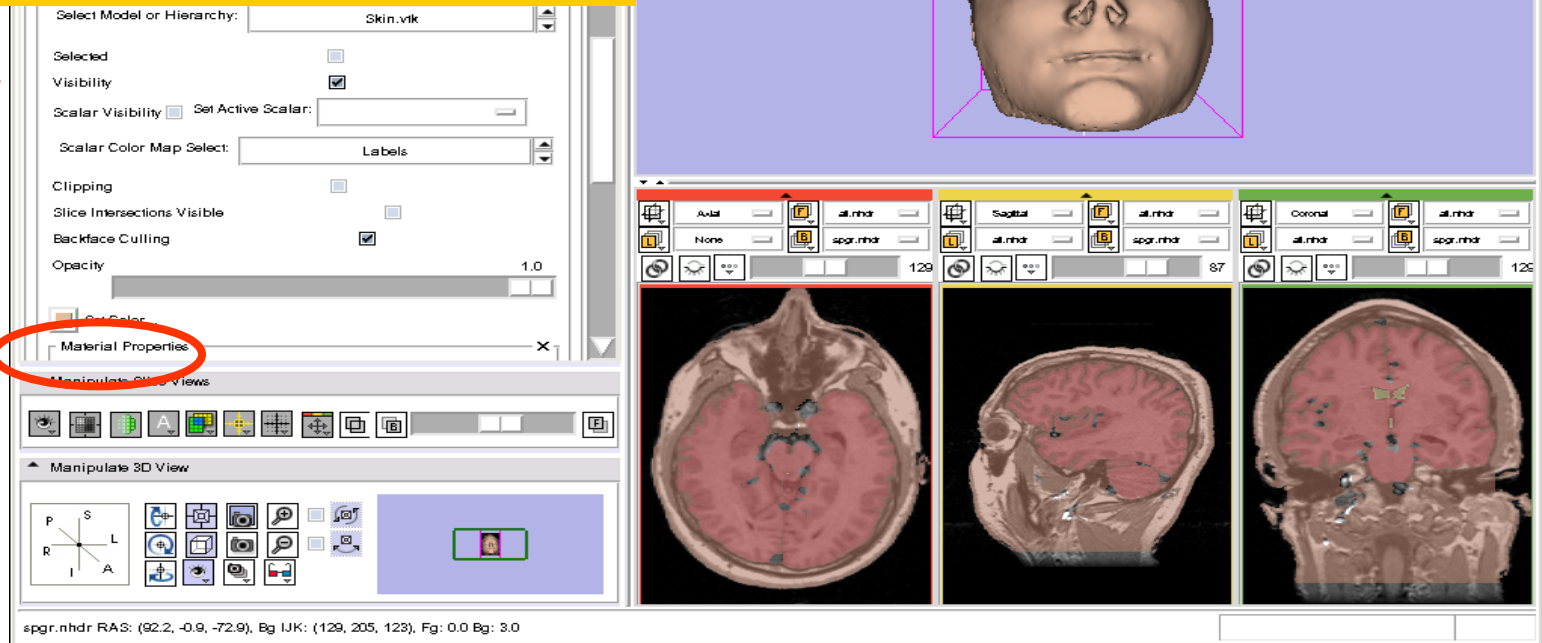 Select Model or Hierarchy: Skin.vtk
Selected
Visibility
Scalar Visibility Set Active Scalar:
Scalar Color Map Select: Labels
Clipping
Slice Intersections Visible
Backface Culling
Opacity 1.0
Set Color...
Material Properties X
Manipulate Slice Views
A B F
Manipulate 3D View
P S
R L
I A
Axial F all.nhdr
L None B spgr.nhdr
129
Sagittal F all.nhdr
L all.nhdr B spgr.nhdr
87
Coronal F all.nhdr
L all.nhdr B spgr.nhdr
129
spgr.nhdr RAS: (92.2, -0.9, -72.9), Bg IJK: (129, 205, 123), Fg: 0.0 Bg: 3.0